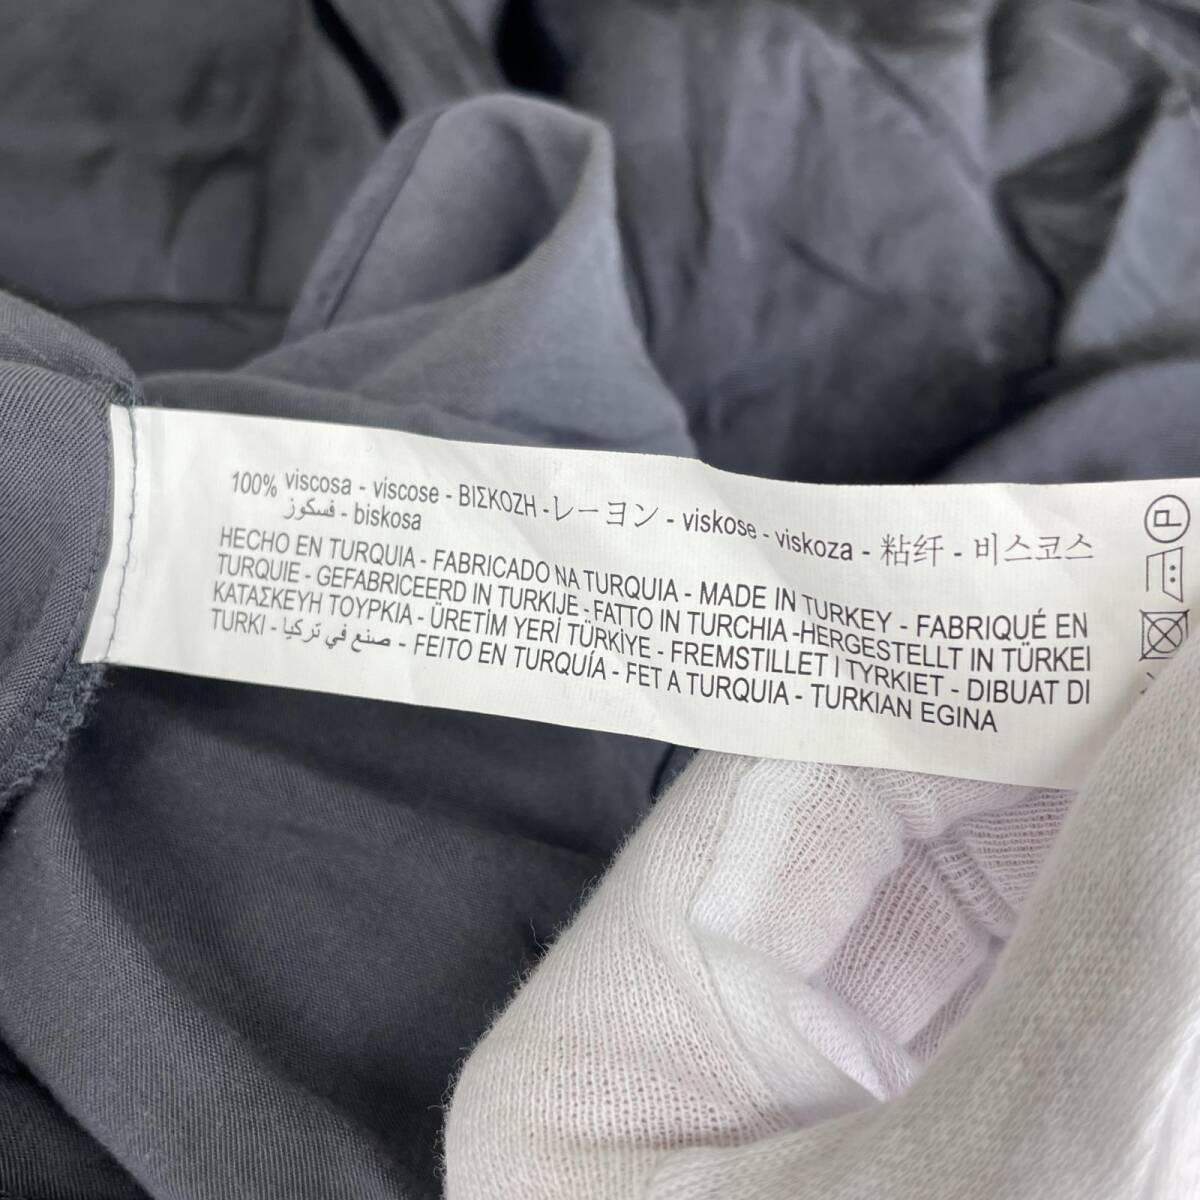 100% viscosa - viscose - ΒΙΣΚΟΖΗ - レーヨン - viskose - viskoza - 粘纤 - 비스코스
فسكوز - biskosa
HECHO EN TURQUIA - FABRICADO NA TURQUIA - MADE IN TURKEY - FABRIQUÉ EN
TURQUIE - GEFABRICEERD IN TURKIJE - FATTO IN TURCHIA -HERGESTELLT IN TÜRKEI
ΚΑΤΑΣΚΕΥΗ ΤΟΥΡΚΙΑ - ÜRETİM YERİ TÜRKİYE - FREMSTILLET I TYRKIET - DIBUAT DI
TURKI - صنع في تركيا - FEITO EN TURQUÍA - FET A TURQUIA - TURKIAN EGINA
P